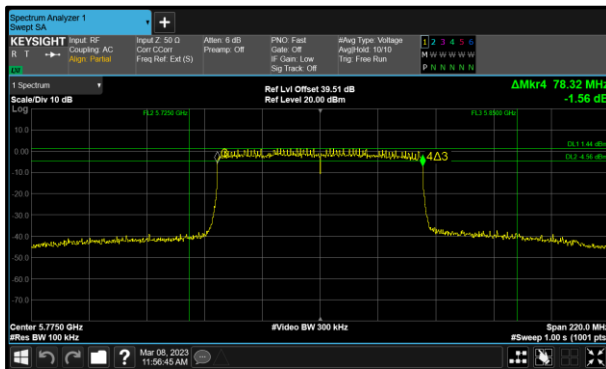 Spectrum Analyzer 1
Swept SA
KEYSIGHT
R T
Input: RF
Coupling: AC
Align: Partial
Input Z: 50 Ω
Corr CCorr
Freq Ref: Ext (S)
Atten: 6 dB
Preamp: Off
PNO: Fast
Gate: Off
IF Gain: Low
Sig Track: Off
#Avg Type: Voltage
Avg|Hold: 10/10
Trig: Free Run
1 2 3 4 5 6
M W W W W W
P N N N N N
1 Spectrum
Scale/Div 10 dB
Ref Lvl Offset 39.51 dB
Ref Level 20.00 dBm
ΔMkr4 78.32 MHz
-1.56 dB
Log
FL2 5.7250 GHz
FL3 5.8500 GHz
10.0
0.00
-10.0
-20.0
-30.0
-40.0
-50.0
-60.0
-70.0
DL1 1.44 dBm
DL2 -4.56 dBm
3
4Δ3
Center 5.7750 GHz
#Res BW 100 kHz
#Video BW 300 kHz
Span 220.0 MHz
#Sweep 1.00 s (1001 pts)
?
Mar 08, 2023
11:56:45 AM